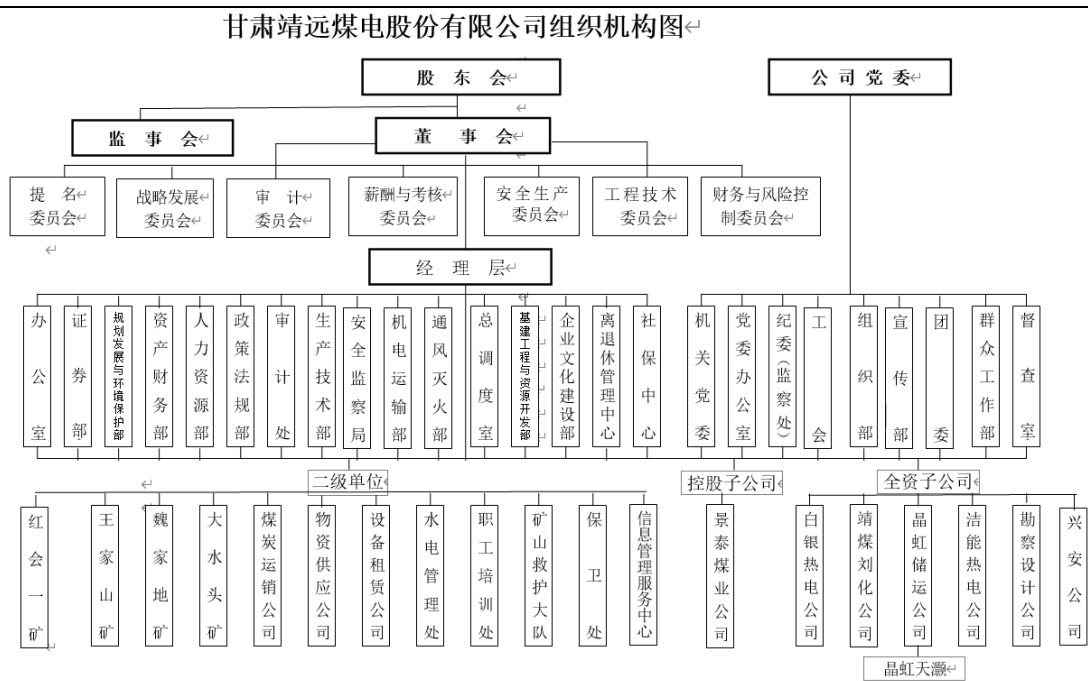 甘肃靖远煤电股份有限公司组织机构图
股东会
公司党委
监事会
董事会
提名
委员会
战略发展
委员会
审计
委员会
薪酬与考核
委员会
安全生产
委员会
工程技术
委员会
财务与风险控
制委员会
经理层
办公室
证券部
规划发展与环境保护部
资产财务部
人力资源部
政策法规部
审计处
生产技术部
安全监察局
机电运输部
通风灭火部
总调度室
基建工程与资源开发部
企业文化建设部
离退休管理中心
社保中心
机关党委
党委办公室
纪委(监察处)
工会
组织部
宣传部
团委
群众工作部
督查室
二级单位
控股子公司
全资子公司
红会一矿
王家山矿
魏家地矿
大水头矿
煤炭运销公司
物资供应公司
设备租赁公司
水电管理处
职工培训处
矿山救护大队
保卫处
信息管理服务中心
景泰煤业公司
白银热电公司
靖煤刘化公司
晶虹储运公司
洁能热电公司
勘察设计公司
兴安公司
晶虹天灏